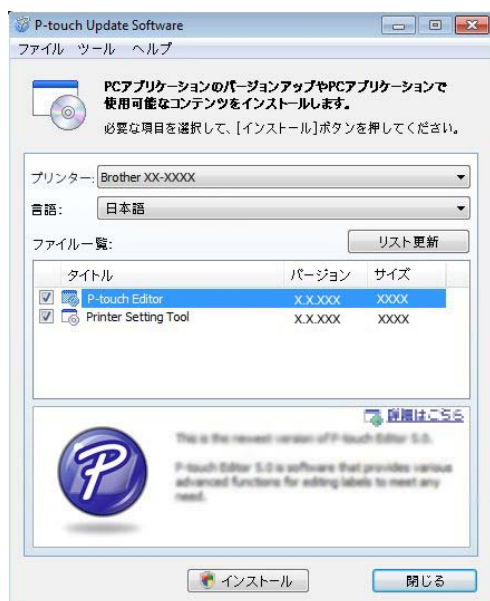 P-touch Update Software
ファイル ツール ヘルプ
PCアプリケーションのバージョンアップやPCアプリケーションで
使用可能なコンテンツをインストールします。
必要な項目を選択して、[インストール]ボタンを押してください。
プリンター: Brother XX-XXXX
言語: 日本語
ファイル一覧: リスト更新
タイトル バージョン サイズ
P-touch Editor X.X.XXX XXXX
Printer Setting Tool X.X.XXX XXXX
詳細はこちら
This is the newest version of P-touch Editor 5.0.
P-touch Editor 5.0 is software that provides various
advanced functions for editing labels to meet any
need.
P
インストール 閉じる